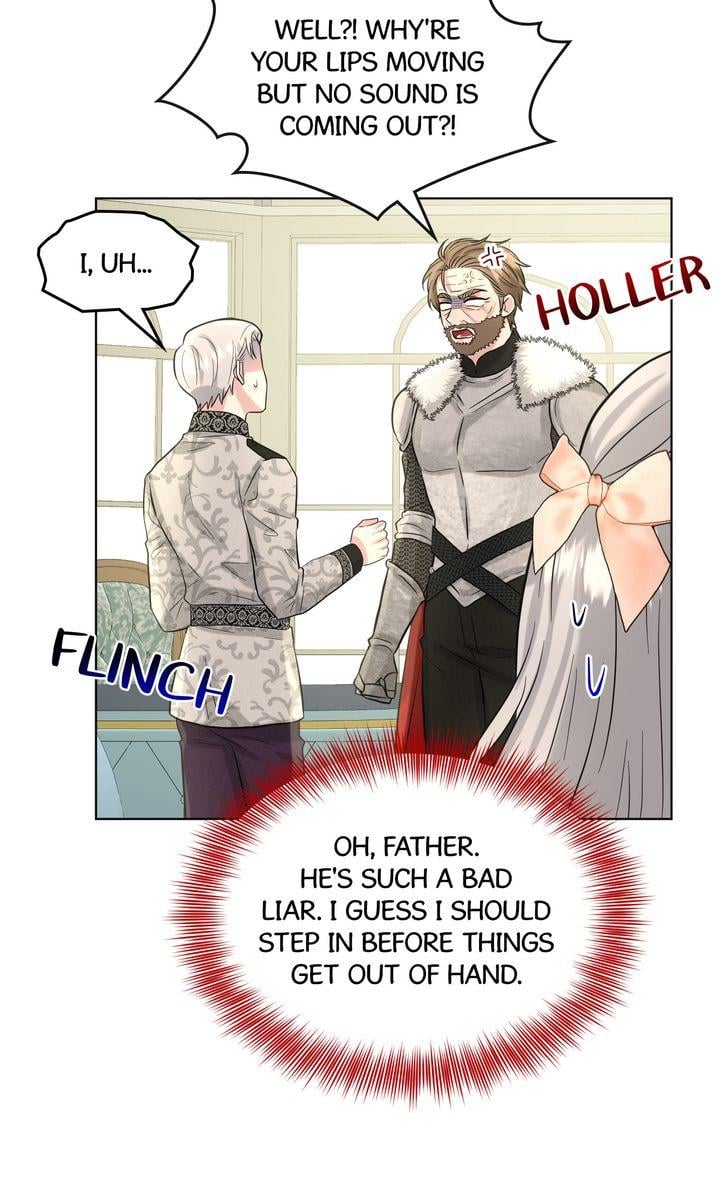 WELL?! WHY'RE
YOUR LIPS MOVING
BUT NO SOUND IS
COMING OUT?!
I, UH...
HOLLER
FLINCH
OH, FATHER.
HE'S SUCH A BAD
LIAR. I GUESS I SHOULD
STEP IN BEFORE THINGS
GET OUT OF HAND.